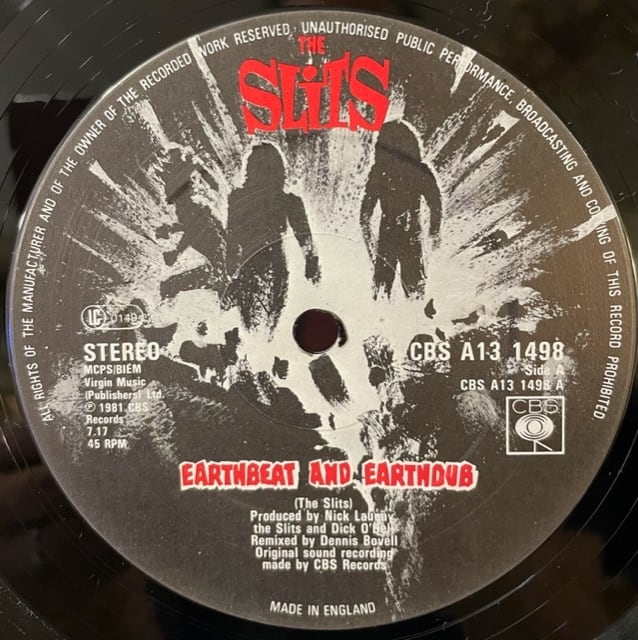 ALL RIGHTS OF THE MANUFACTURER AND OF THE OWNER OF THE RECORDED WORK RESERVED · UNAUTHORISED PUBLIC PERFORMANCE, BROADCASTING AND COPYING OF THIS RECORD PROHIBITED
THE
SLiTS
LC 0149
STEREO
MCPS/BIEM
Virgin Music
(Publishers) Ltd.
℗ 1981 CBS
Records
7.17
45 RPM
CBS A13 1498
Side A
CBS A13 1498 A
CBS
EARTHBEAT AND EARTHDUB
(The Slits)
Produced by Nick Launay
the Slits and Dick O'Dell
Remixed by Dennis Bovell
Original sound recording
made by CBS Records
MADE IN ENGLAND